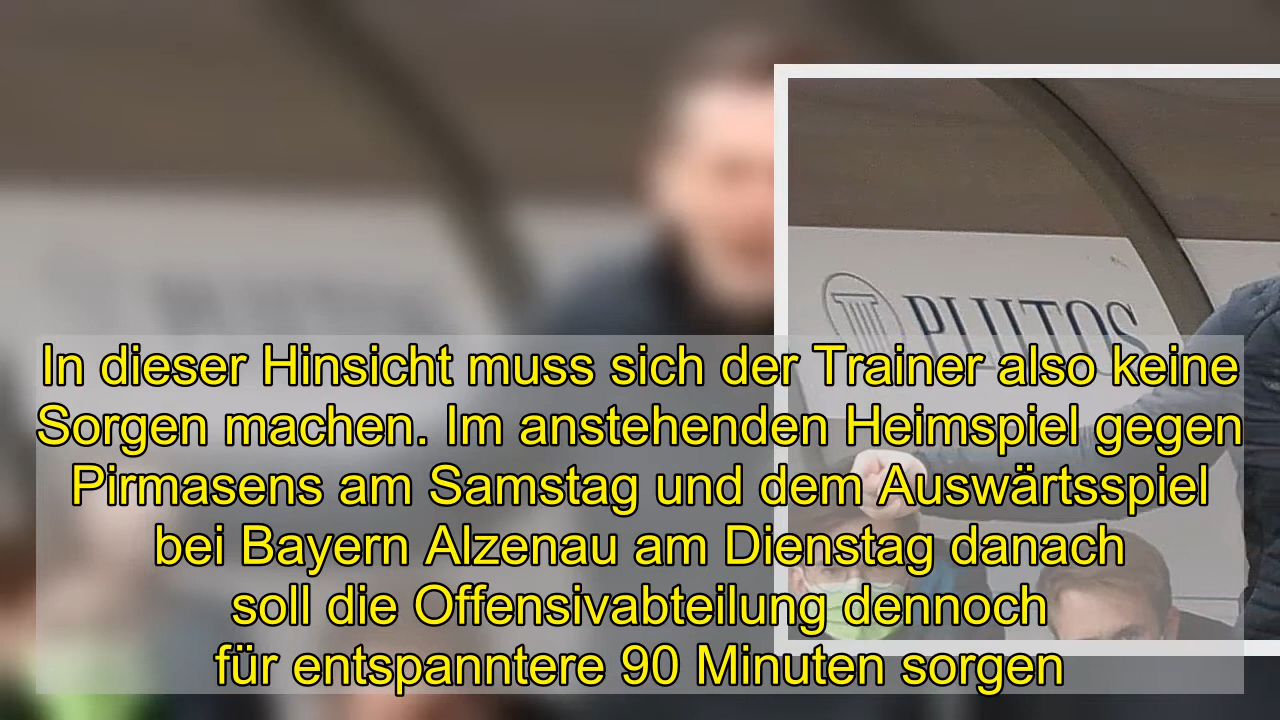 PLUTOS
In dieser Hinsicht muss sich der Trainer also keine
Sorgen machen. Im anstehenden Heimspiel gegen
Pirmasens am Samstag und dem Auswärtsspiel
bei Bayern Alzenau am Dienstag danach
soll die Offensivabteilung dennoch
für entspanntere 90 Minuten sorgen